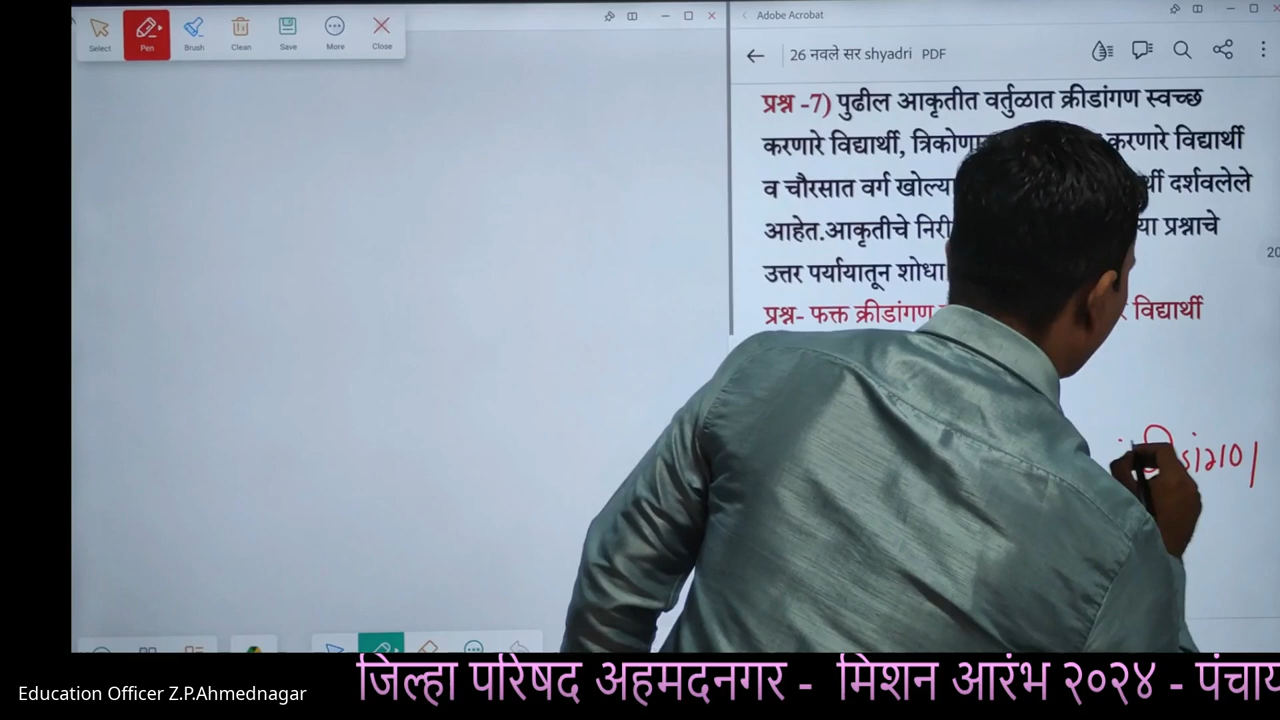 Select Pen Brush Clean Save More Close
Adobe Acrobat
26 नवले सर shyadri PDF
प्रश्न -7) पुढील आकृतीत वर्तुळात क्रीडांगण स्वच्छ
करणारे विद्यार्थी, करणारे विद्यार्थी
व चौरसात वर्ग दर्शवलेले
आहेत.आकृतीचे प्रश्नाचे
उत्तर पर्यायातून शोधा
20
प्रश्न- फक्त क्रीडांगण विद्यार्थी
Education Officer Z.P.Ahmednagar
जिल्हा परिषद अहमदनगर - मिशन आरंभ २०२४ -